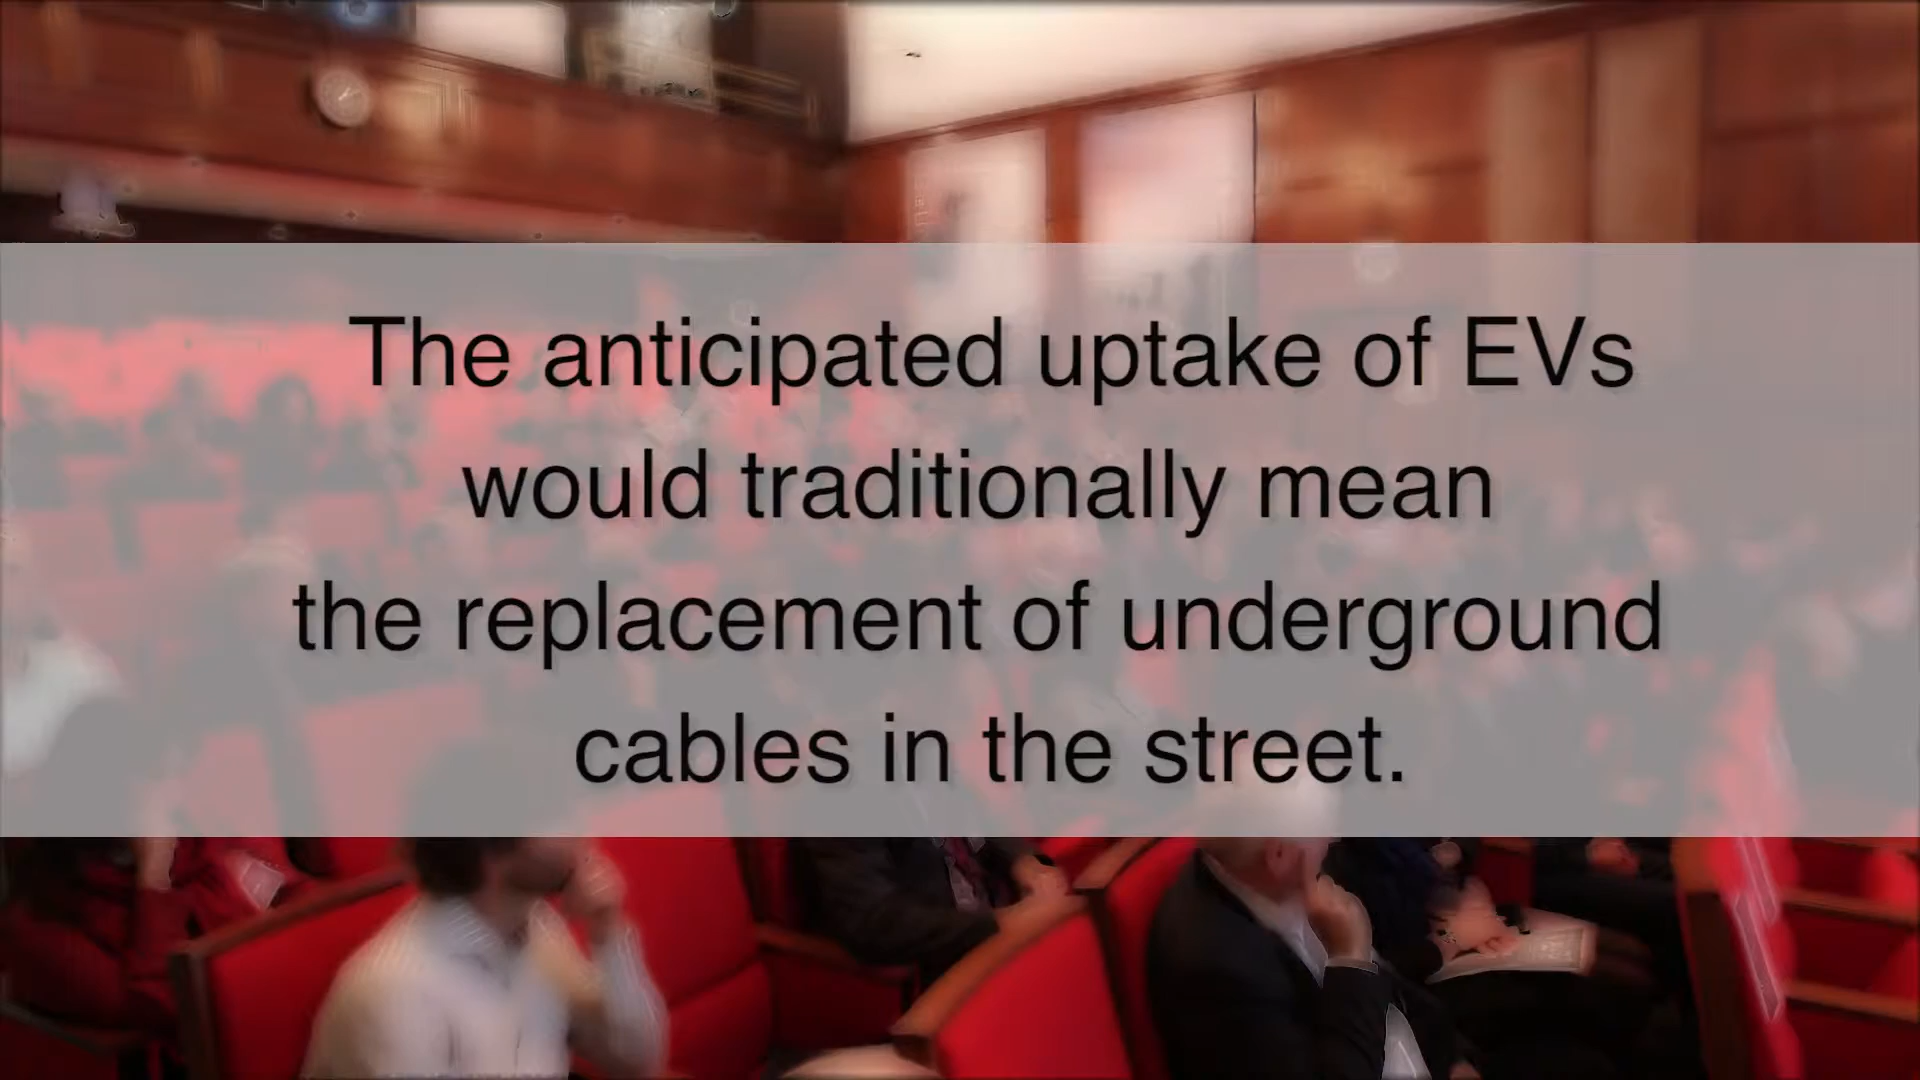 The anticipated uptake of EVs
would traditionally mean
the replacement of underground
cables in the street.